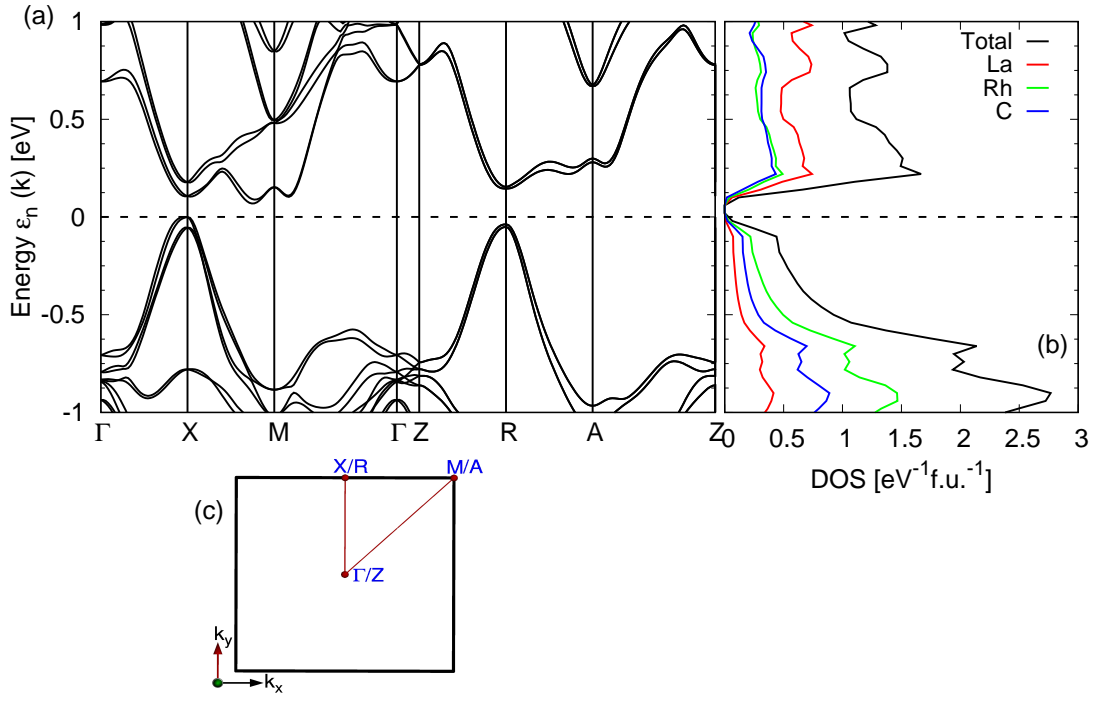 (a)
Energy ε_n (k) [eV]
1
0.5
0
-0.5
-1
Γ X M Γ Z R A Z
Total
La
Rh
C
(b)
0 0.5 1 1.5 2 2.5 3
DOS [eV⁻¹f.u.⁻¹]
(c)
X/R M/A
Γ/Z
k_y
k_x